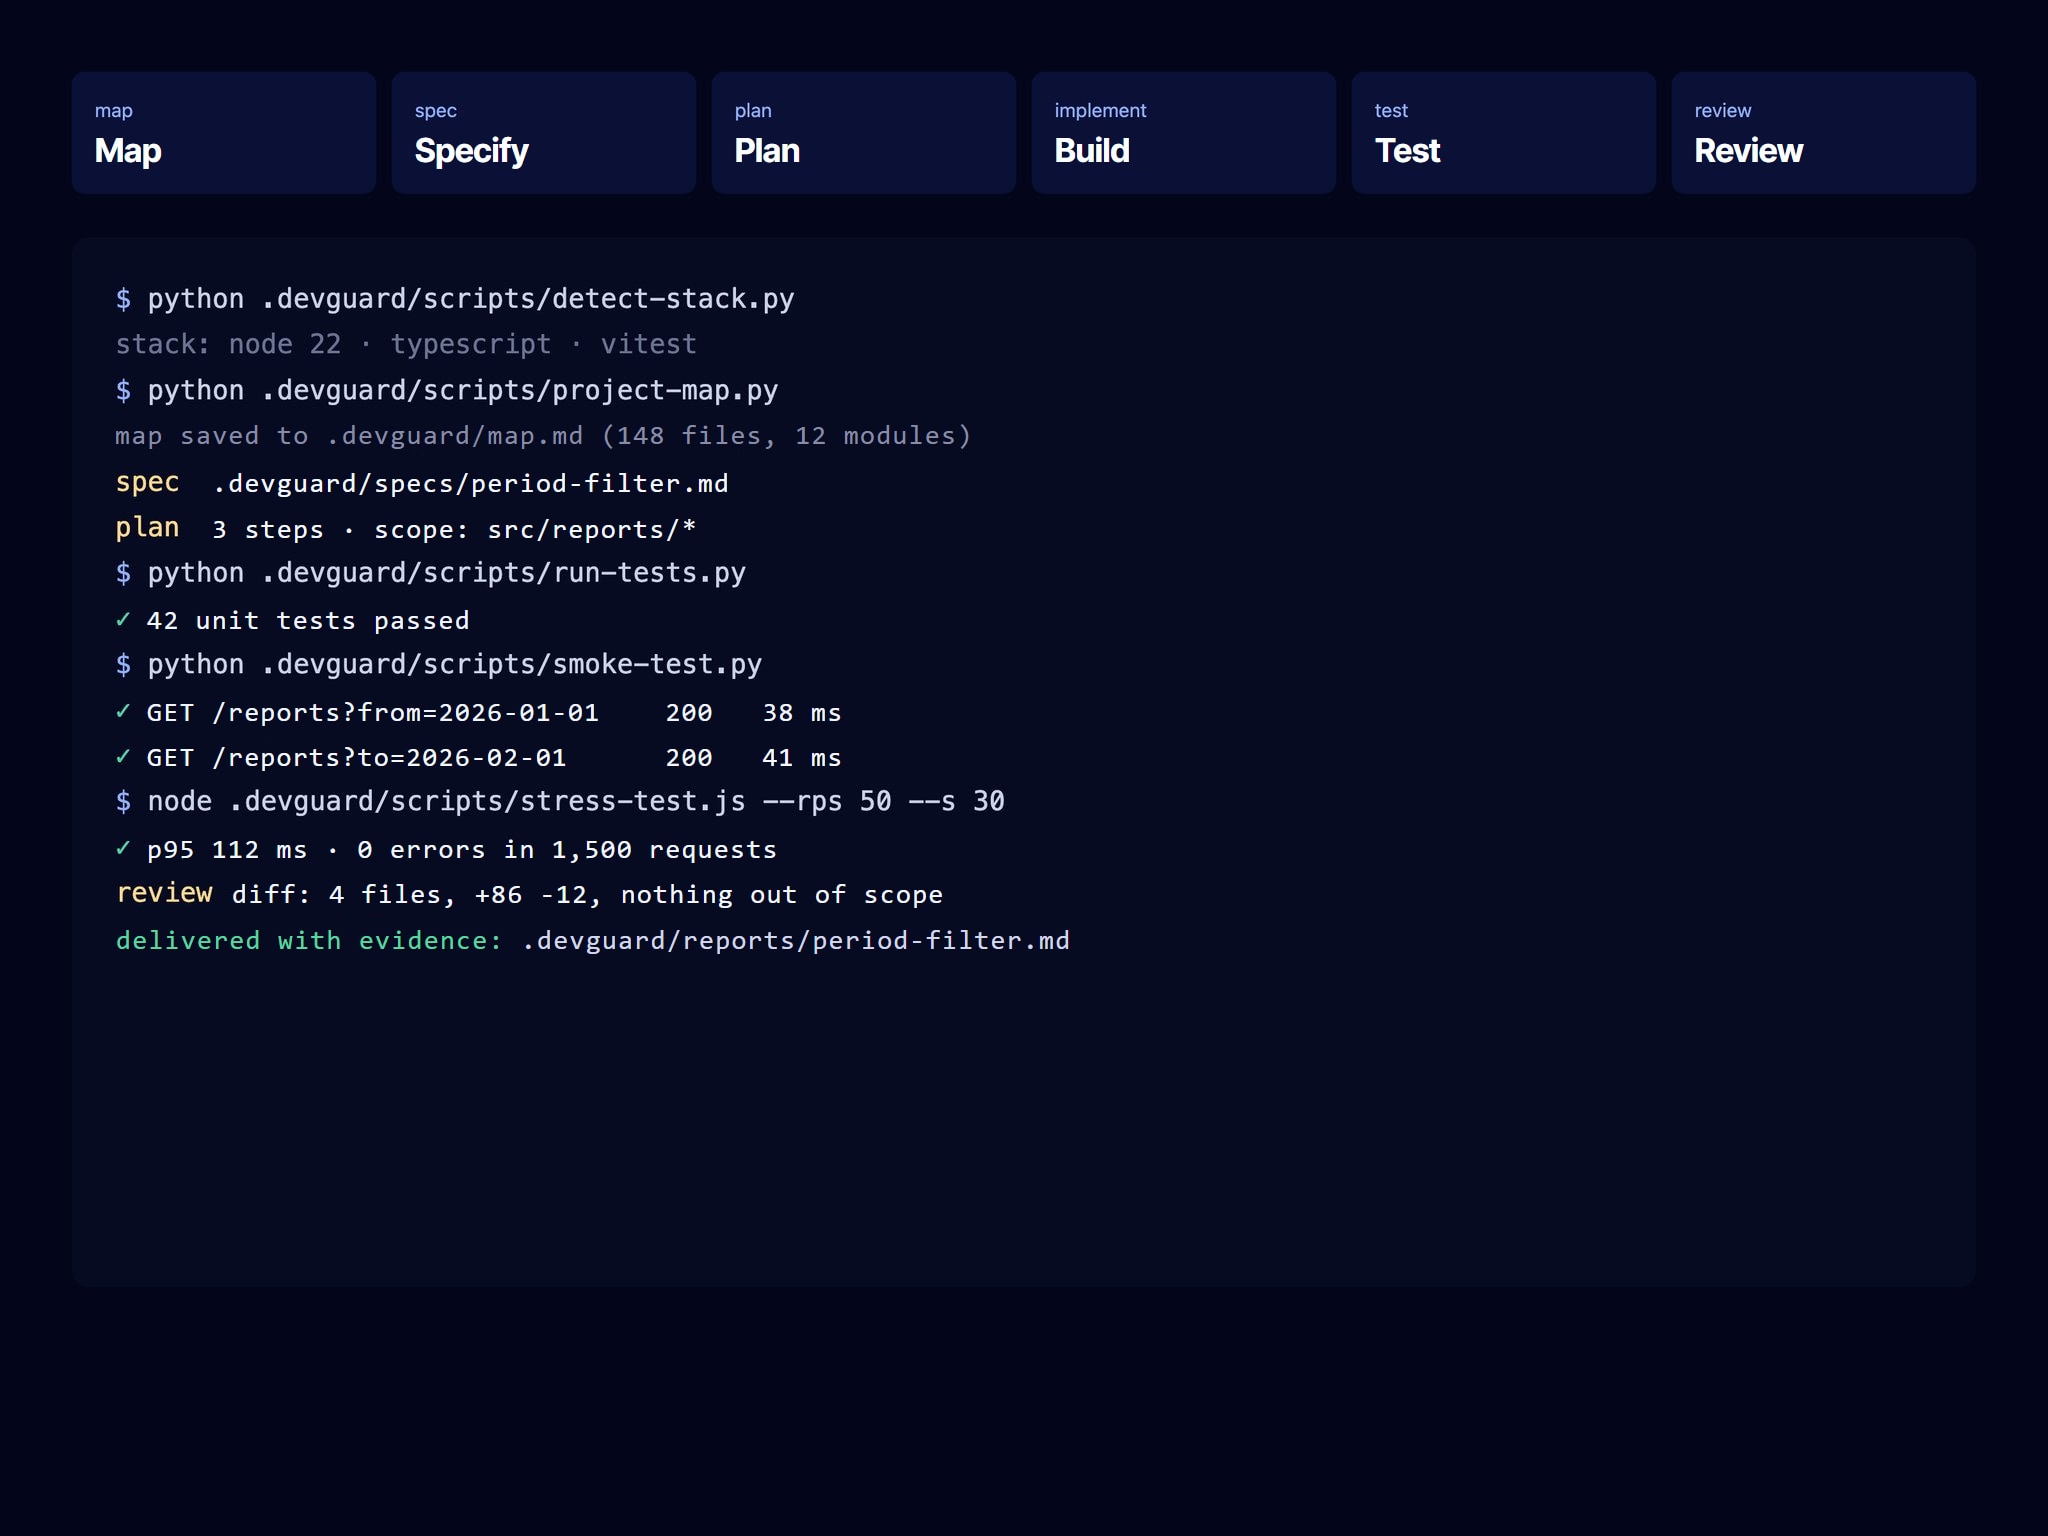 map
Map
spec
Specify
plan
Plan
implement
Build
test
Test
review
Review
$ python .devguard/scripts/detect-stack.py
stack: node 22 · typescript · vitest
$ python .devguard/scripts/project-map.py
map saved to .devguard/map.md (148 files, 12 modules)
spec .devguard/specs/period-filter.md
plan 3 steps · scope: src/reports/*
$ python .devguard/scripts/run-tests.py
✓ 42 unit tests passed
$ python .devguard/scripts/smoke-test.py
✓ GET /reports?from=2026-01-01 200 38 ms
✓ GET /reports?to=2026-02-01 200 41 ms
$ node .devguard/scripts/stress-test.js --rps 50 --s 30
✓ p95 112 ms · 0 errors in 1,500 requests
review diff: 4 files, +86 -12, nothing out of scope
delivered with evidence: .devguard/reports/period-filter.md